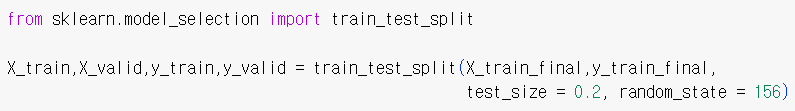 from sklearn.model_selection import train_test_split
X_train,X_valid,y_train,y_valid = train_test_split(X_train_final,y_train_final,
test_size = 0.2, random_state = 156)